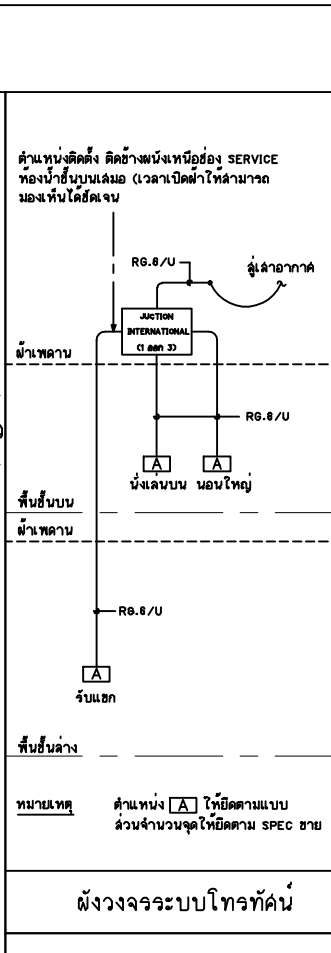 ตำแหน่งติดตั้ง ติดข้างผนังเหนือช่อง SERVICE
ห้องน้ำชั้นบนเสมอ (เวลาเปิดฝ้าให้สามารถ
มองเห็นได้ชัดเจน
RG.6/U
สู่เสาอากาศ
JUCTION
INTERNATIONAL
(1 ออก 3)
ฝ้าเพดาน
RG.6/U
A
A
นั่งเล่นบน
นอนใหญ่
พื้นชั้นบน
ฝ้าเพดาน
RG.6/U
A
รับแขก
พื้นชั้นล่าง
หมายเหตุ ตำแหน่ง A ให้ยึดตามแบบ
ส่วนจำนวนจุดให้ยึดตาม SPEC ขาย
ผังวงจรระบบโทรทัศน์